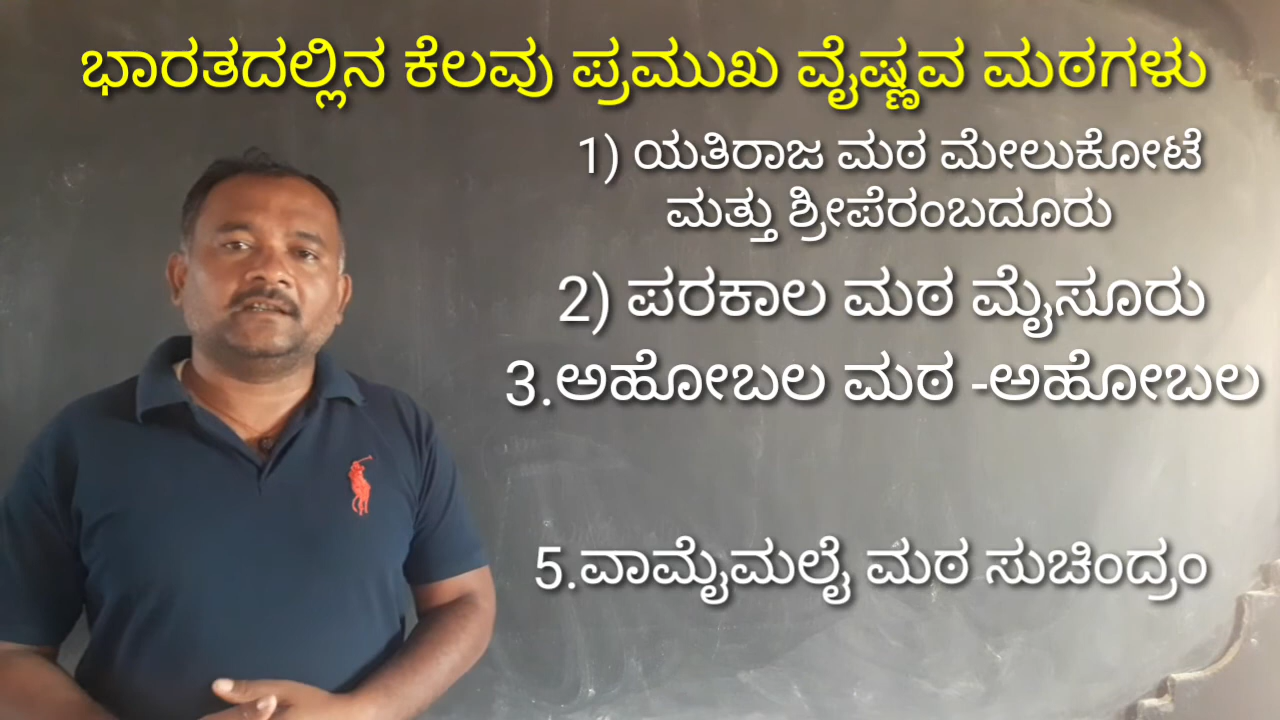 ಭಾರತದಲ್ಲಿನ ಕೆಲವು ಪ್ರಮುಖ ವೈಷ್ಣವ ಮಠಗಳು
1) ಯತಿರಾಜ ಮಠ ಮೇಲುಕೋಟೆ
ಮತ್ತು ಶ್ರೀಪೆರಂಬದೂರು
2) ಪರಕಾಲ ಮಠ ಮೈಸೂರು
3.ಅಹೋಬಲ ಮಠ -ಅಹೋಬಲ
5.ವಾಮೈಮಲೈ ಮಠ ಸುಚಿಂದ್ರಂ